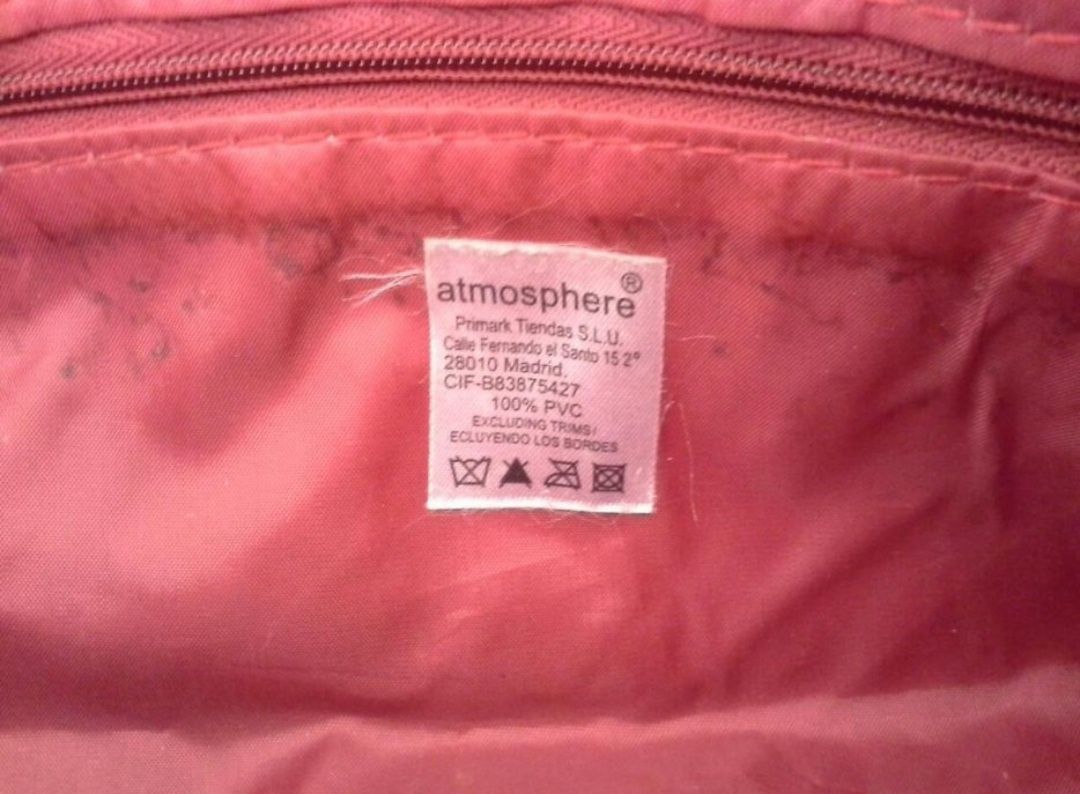 atmosphere®
Primark Tiendas S.L.U.
Calle Fernando el Santo 15 2º
28010 Madrid.
CIF-B83875427
100% PVC
EXCLUDING TRIMS/
ECLUYENDO LOS BORDES